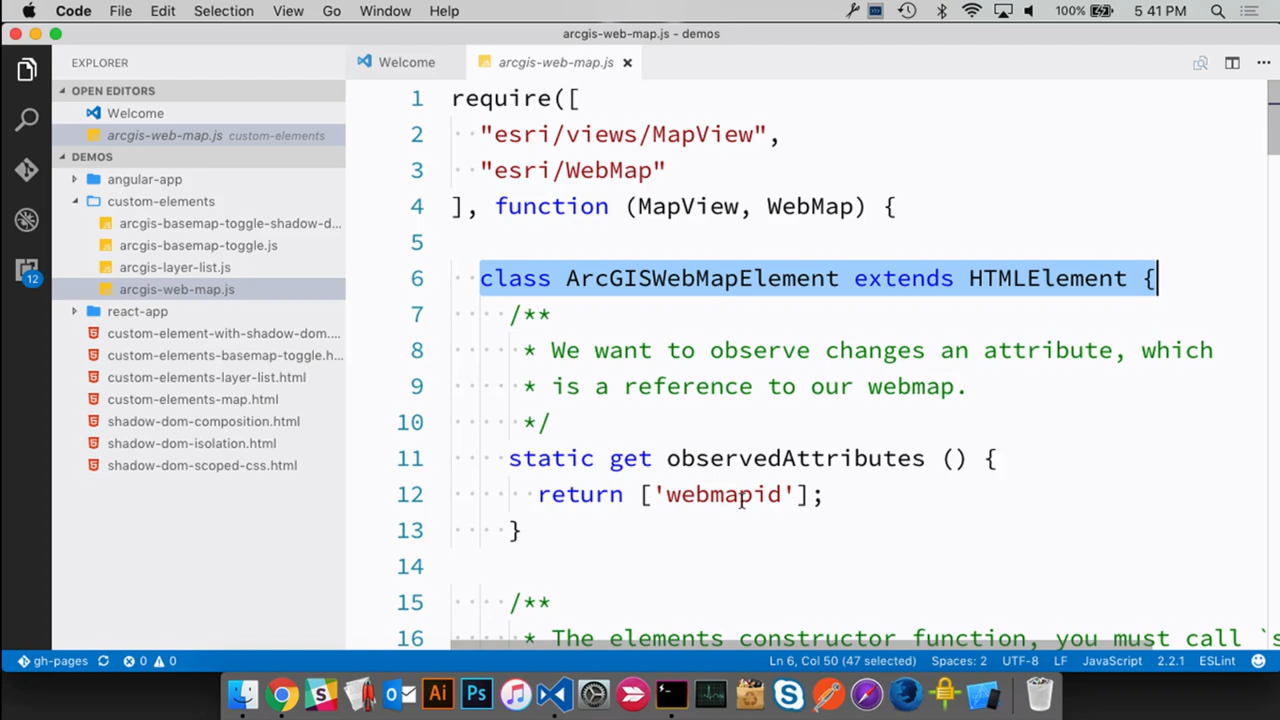 Code File Edit Selection View Go Window Help 100% 5:41 PM
arcgis-web-map.js - demos
EXPLORER
OPEN EDITORS
Welcome
arcgis-web-map.js custom-elements
DEMOS
angular-app
custom-elements
arcgis-basemap-toggle-shadow-d...
arcgis-basemap-toggle.js
arcgis-layer-list.js
arcgis-web-map.js
react-app
custom-element-with-shadow-dom....
custom-elements-basemap-toggle.h...
custom-elements-layer-list.html
custom-elements-map.html
shadow-dom-composition.html
shadow-dom-isolation.html
shadow-dom-scoped-css.html
12
Welcome arcgis-web-map.js
1 require([
2 "esri/views/MapView",
3 "esri/WebMap"
4 ], function (MapView, WebMap) {
5
6 class ArcGISWebMapElement extends HTMLElement {
7 /**
8 * We want to observe changes an attribute, which
9 * is a reference to our webmap.
10 */
11 static get observedAttributes () {
12 return ['webmapid'];
13 }
14
15 /**
16 * The elements constructor function, you must call `s
gh-pages 0 0 Ln 6, Col 50 (47 selected) Spaces: 2 UTF-8 LF JavaScript 2.2.1 ESLint
Ai Ps